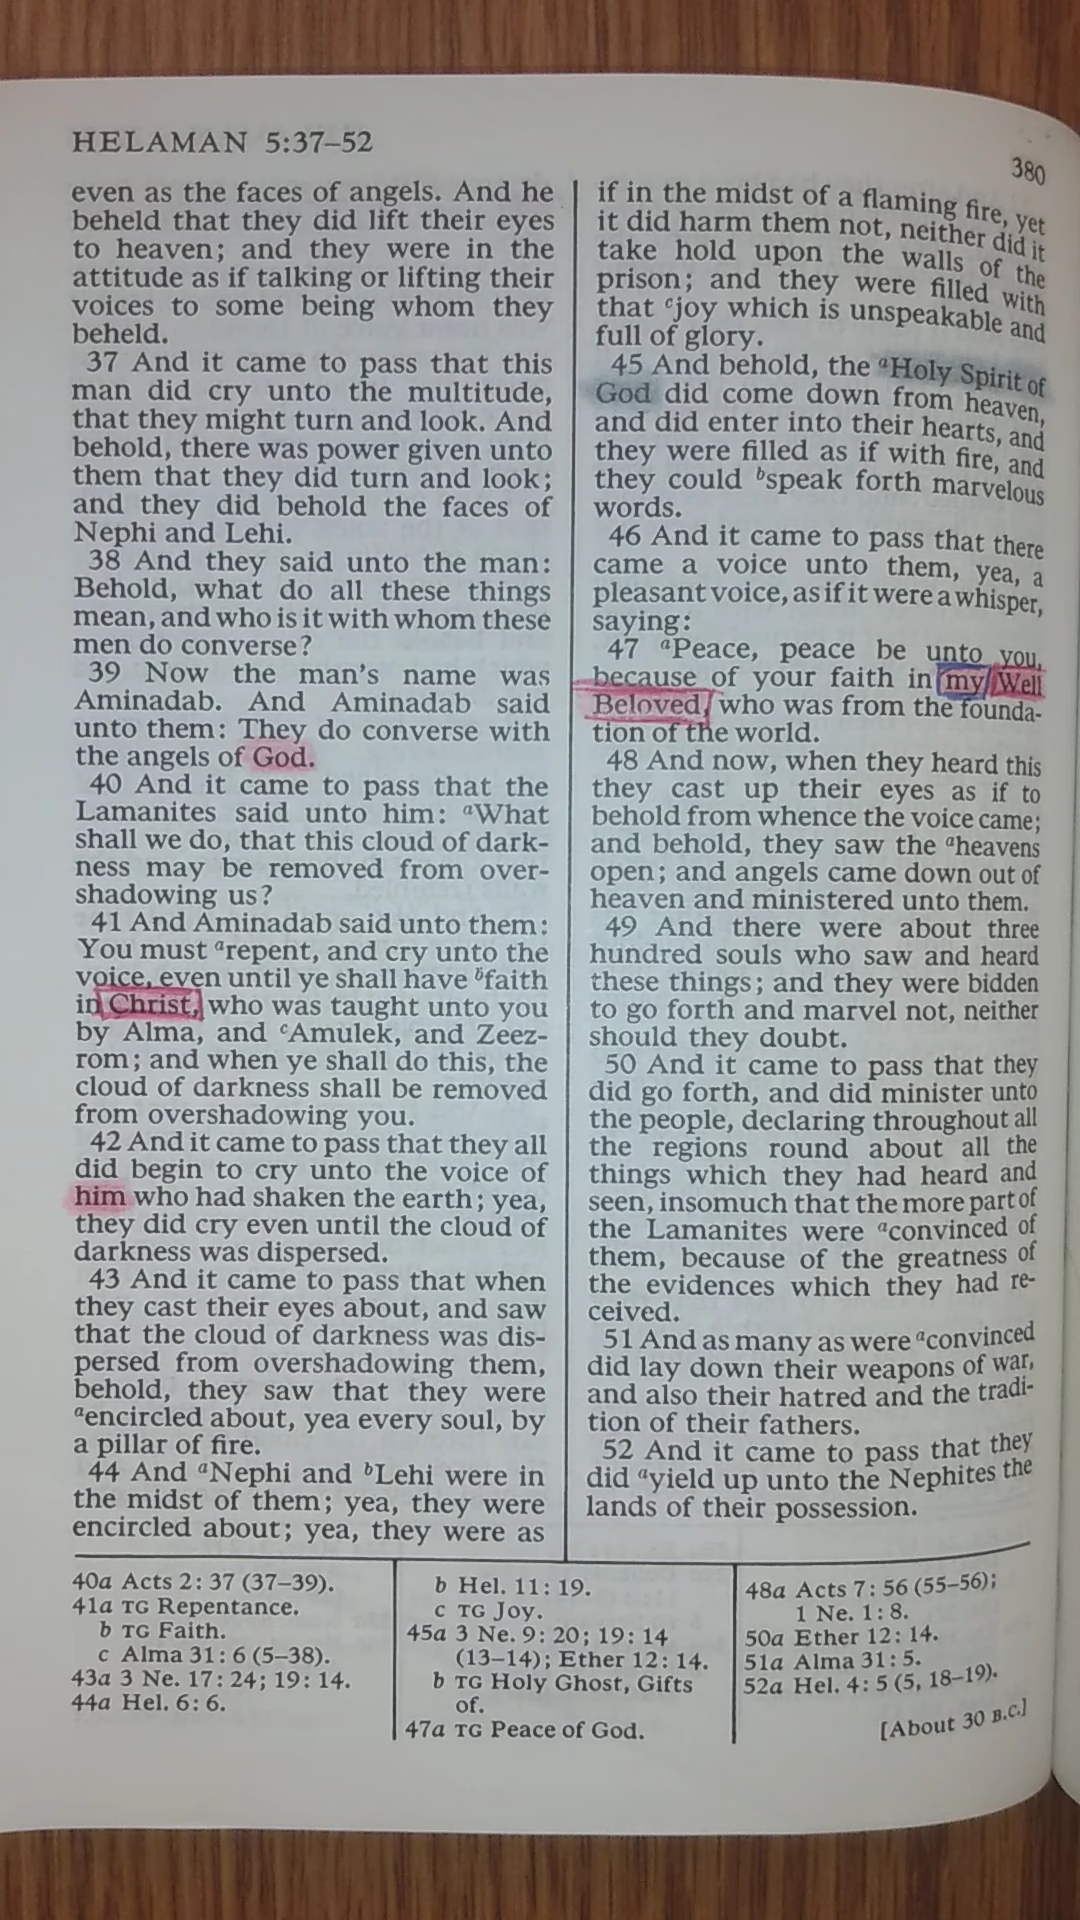 HELAMAN 5:37–52
380
even as the faces of angels. And he
beheld that they did lift their eyes
to heaven; and they were in the
attitude as if talking or lifting their
voices to some being whom they
beheld.
37 And it came to pass that this
man did cry unto the multitude,
that they might turn and look. And
behold, there was power given unto
them that they did turn and look;
and they did behold the faces of
Nephi and Lehi.
38 And they said unto the man:
Behold, what do all these things
mean, and who is it with whom these
men do converse?
39 Now the man's name was
Aminadab. And Aminadab said
unto them: They do converse with
the angels of God.
40 And it came to pass that the
Lamanites said unto him: aWhat
shall we do, that this cloud of dark-
ness may be removed from over-
shadowing us?
41 And Aminadab said unto them:
You must arepent, and cry unto the
voice, even until ye shall have bfaith
in Christ, who was taught unto you
by Alma, and cAmulek, and Zeez-
rom; and when ye shall do this, the
cloud of darkness shall be removed
from overshadowing you.
42 And it came to pass that they all
did begin to cry unto the voice of
him who had shaken the earth; yea,
they did cry even until the cloud of
darkness was dispersed.
43 And it came to pass that when
they cast their eyes about, and saw
that the cloud of darkness was dis-
persed from overshadowing them,
behold, they saw that they were
aencircled about, yea every soul, by
a pillar of fire.
44 And aNephi and bLehi were in
the midst of them; yea, they were
encircled about; yea, they were as
if in the midst of a flaming fire, yet
it did harm them not, neither did it
take hold upon the walls of the
prison; and they were filled with
that cjoy which is unspeakable and
full of glory.
45 And behold, the aHoly Spirit of
God did come down from heaven,
and did enter into their hearts, and
they were filled as if with fire, and
they could bspeak forth marvelous
words.
46 And it came to pass that there
came a voice unto them, yea, a
pleasant voice, as if it were a whisper,
saying:
47 aPeace, peace be unto you,
because of your faith in my Well
Beloved, who was from the founda-
tion of the world.
48 And now, when they heard this
they cast up their eyes as if to
behold from whence the voice came;
and behold, they saw the aheavens
open; and angels came down out of
heaven and ministered unto them.
49 And there were about three
hundred souls who saw and heard
these things; and they were bidden
to go forth and marvel not, neither
should they doubt.
50 And it came to pass that they
did go forth, and did minister unto
the people, declaring throughout all
the regions round about all the
things which they had heard and
seen, insomuch that the more part of
the Lamanites were aconvinced of
them, because of the greatness of
the evidences which they had re-
ceived.
51 And as many as were aconvinced
did lay down their weapons of war,
and also their hatred and the tradi-
tion of their fathers.
52 And it came to pass that they
did ayield up unto the Nephites the
lands of their possession.
40a Acts 2: 37 (37–39).
41a TG Repentance.
b TG Faith.
c Alma 31: 6 (5–38).
43a 3 Ne. 17: 24; 19: 14.
44a Hel. 6: 6.
b Hel. 11: 19.
c TG Joy.
45a 3 Ne. 9: 20; 19: 14
(13–14); Ether 12: 14.
b TG Holy Ghost, Gifts
of.
47a TG Peace of God.
48a Acts 7: 56 (55–56);
1 Ne. 1: 8.
50a Ether 12: 14.
51a Alma 31: 5.
52a Hel. 4: 5 (5, 18–19).
[About 30 B.C.]